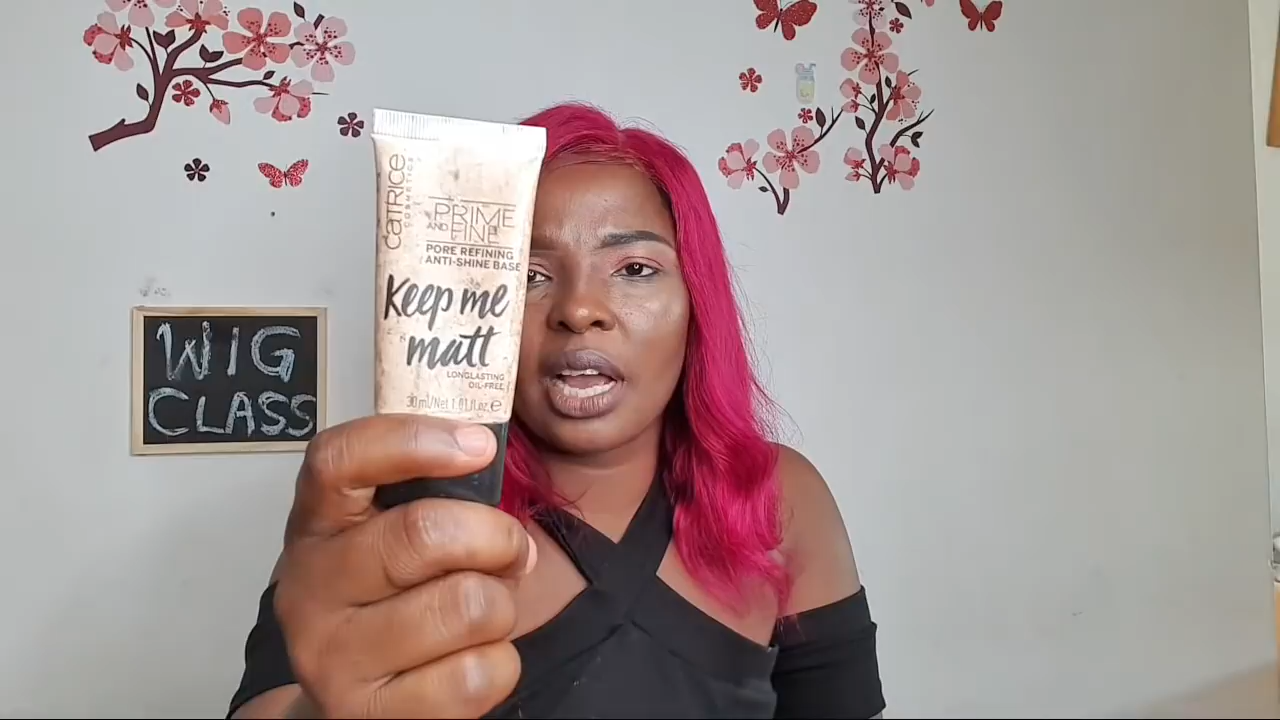 CATRICE
COSMETICS
PRIME
AND FINE
PORE REFINING
ANTI-SHINE BASE
Keep me
matt
LONGLASTING
OIL-FREE
30 ml/Net 1.01 fl.oz. e
WIG
CLASS